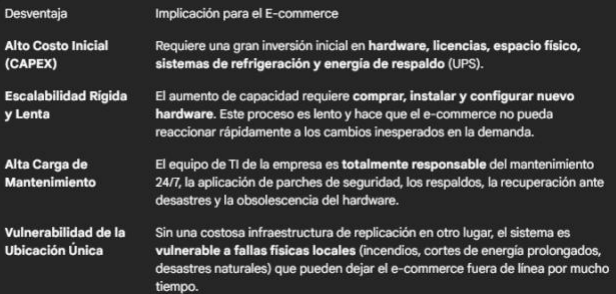 Desventaja Implicación para el E-commerce
Alto Costo Inicial (CAPEX)
Requiere una gran inversión inicial en hardware, licencias, espacio físico,
sistemas de refrigeración y energía de respaldo (UPS).
Escalabilidad Rígida y Lenta
El aumento de capacidad requiere comprar, instalar y configurar nuevo
hardware. Este proceso es lento y hace que el e-commerce no pueda
reaccionar rápidamente a los cambios inesperados en la demanda.
Alta Carga de Mantenimiento
El equipo de TI de la empresa es totalmente responsable del mantenimiento
24/7, la aplicación de parches de seguridad, los respaldos, la recuperación ante
desastres y la obsolescencia del hardware.
Vulnerabilidad de la Ubicación Única
Sin una costosa infraestructura de replicación en otro lugar, el sistema es
vulnerable a fallas físicas locales (incendios, cortes de energía prolongados,
desastres naturales) que pueden dejar el e-commerce fuera de línea por mucho
tiempo.